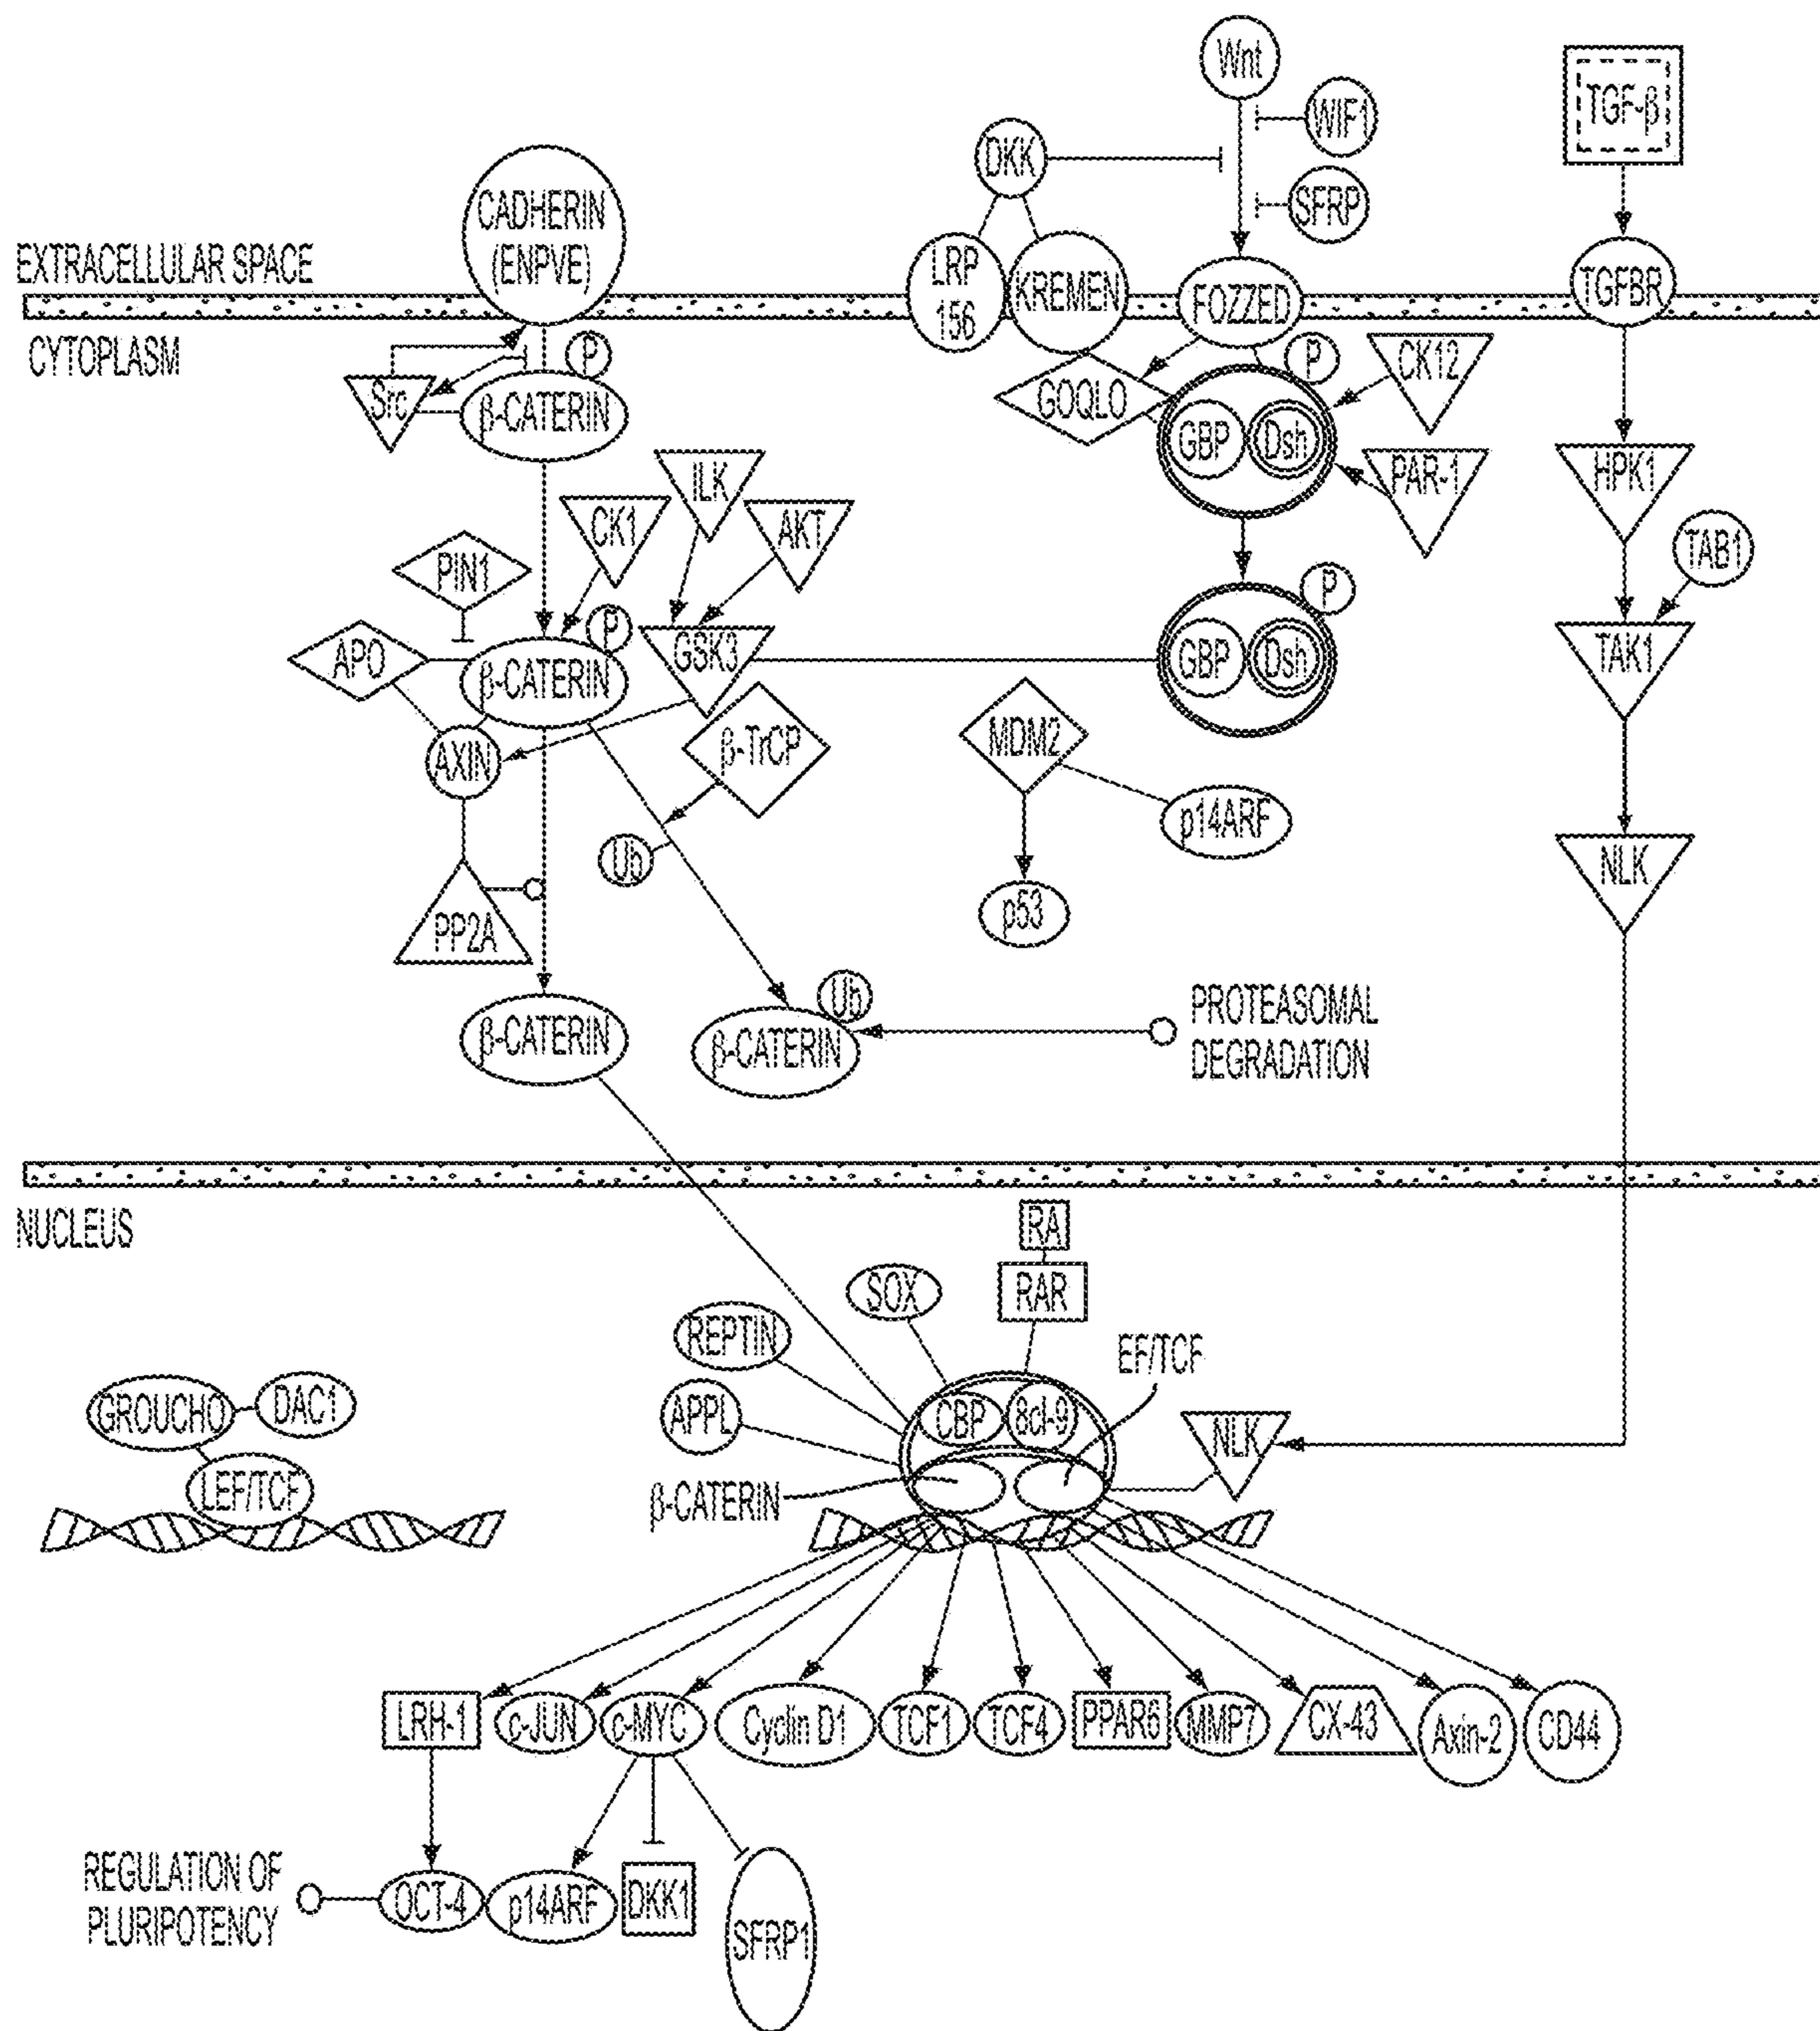 Wnt
WIF1
TGF-β
DKK
SFRP
CADHERIN
(ENPVE)
EXTRACELLULAR SPACE
LRP
156
KREMEN
FOZZED
TGFBR
CYTOPLASM
P
P
CK12
Src
β-CATERIN
GOQLO
GBP
Dsh
ILK
PAR-1
HPK1
CK1
AKT
TAB1
PIN1
P
P
APO
β-CATERIN
GSK3
GBP
Dsh
TAK1
AXIN
β-TrCP
MDM2
p14ARF
Ub
NLK
PP2A
p53
Ub
β-CATERIN
β-CATERIN
PROTEASOMAL
DEGRADATION
NUCLEUS
RA
SOX
RAR
REPTIN
EF/TCF
GROUCHO
DAC1
APPL
CBP
8cl-9
NLK
LEF/TCF
β-CATERIN
LRH-1
c-JUN
c-MYC
Cyclin D1
TCF1
TCF4
PPAR6
MMP7
CX-43
Axin-2
CD44
REGULATION OF
PLURIPOTENCY
OCT-4
p14ARF
DKK1
SFRP1